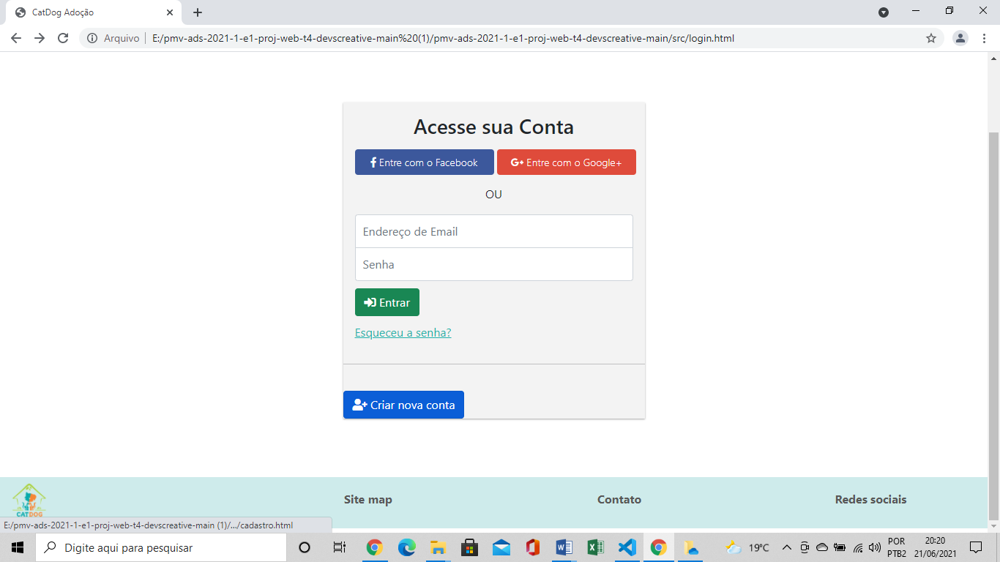 CatDog Adoção
Arquivo E:/pmv-ads-2021-1-e1-proj-web-t4-devscreative-main%20(1)/pmv-ads-2021-1-e1-proj-web-t4-devscreative-main/src/login.html
Acesse sua Conta
Entre com o Facebook G+ Entre com o Google+
OU
Endereço de Email
Senha
Entrar
Esqueceu a senha?
Criar nova conta
CATDOG
Site map Contato Redes sociais
E:/pmv-ads-2021-1-e1-proj-web-t4-devscreative-main (1)/.../cadastro.html
Digite aqui para pesquisar
19°C
POR
PTB2
20:20
21/06/2021